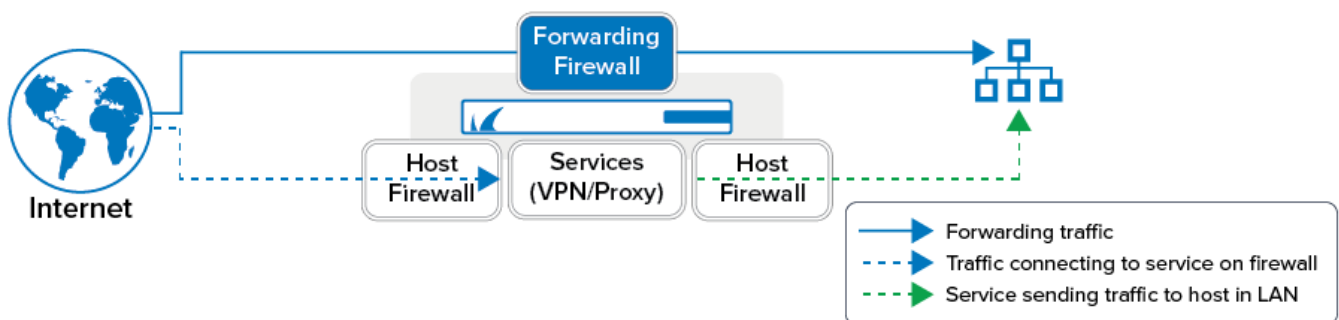 Forwarding
Firewall
Host
Firewall
Services
(VPN/Proxy)
Host
Firewall
Internet
Forwarding traffic
Traffic connecting to service on firewall
Service sending traffic to host in LAN